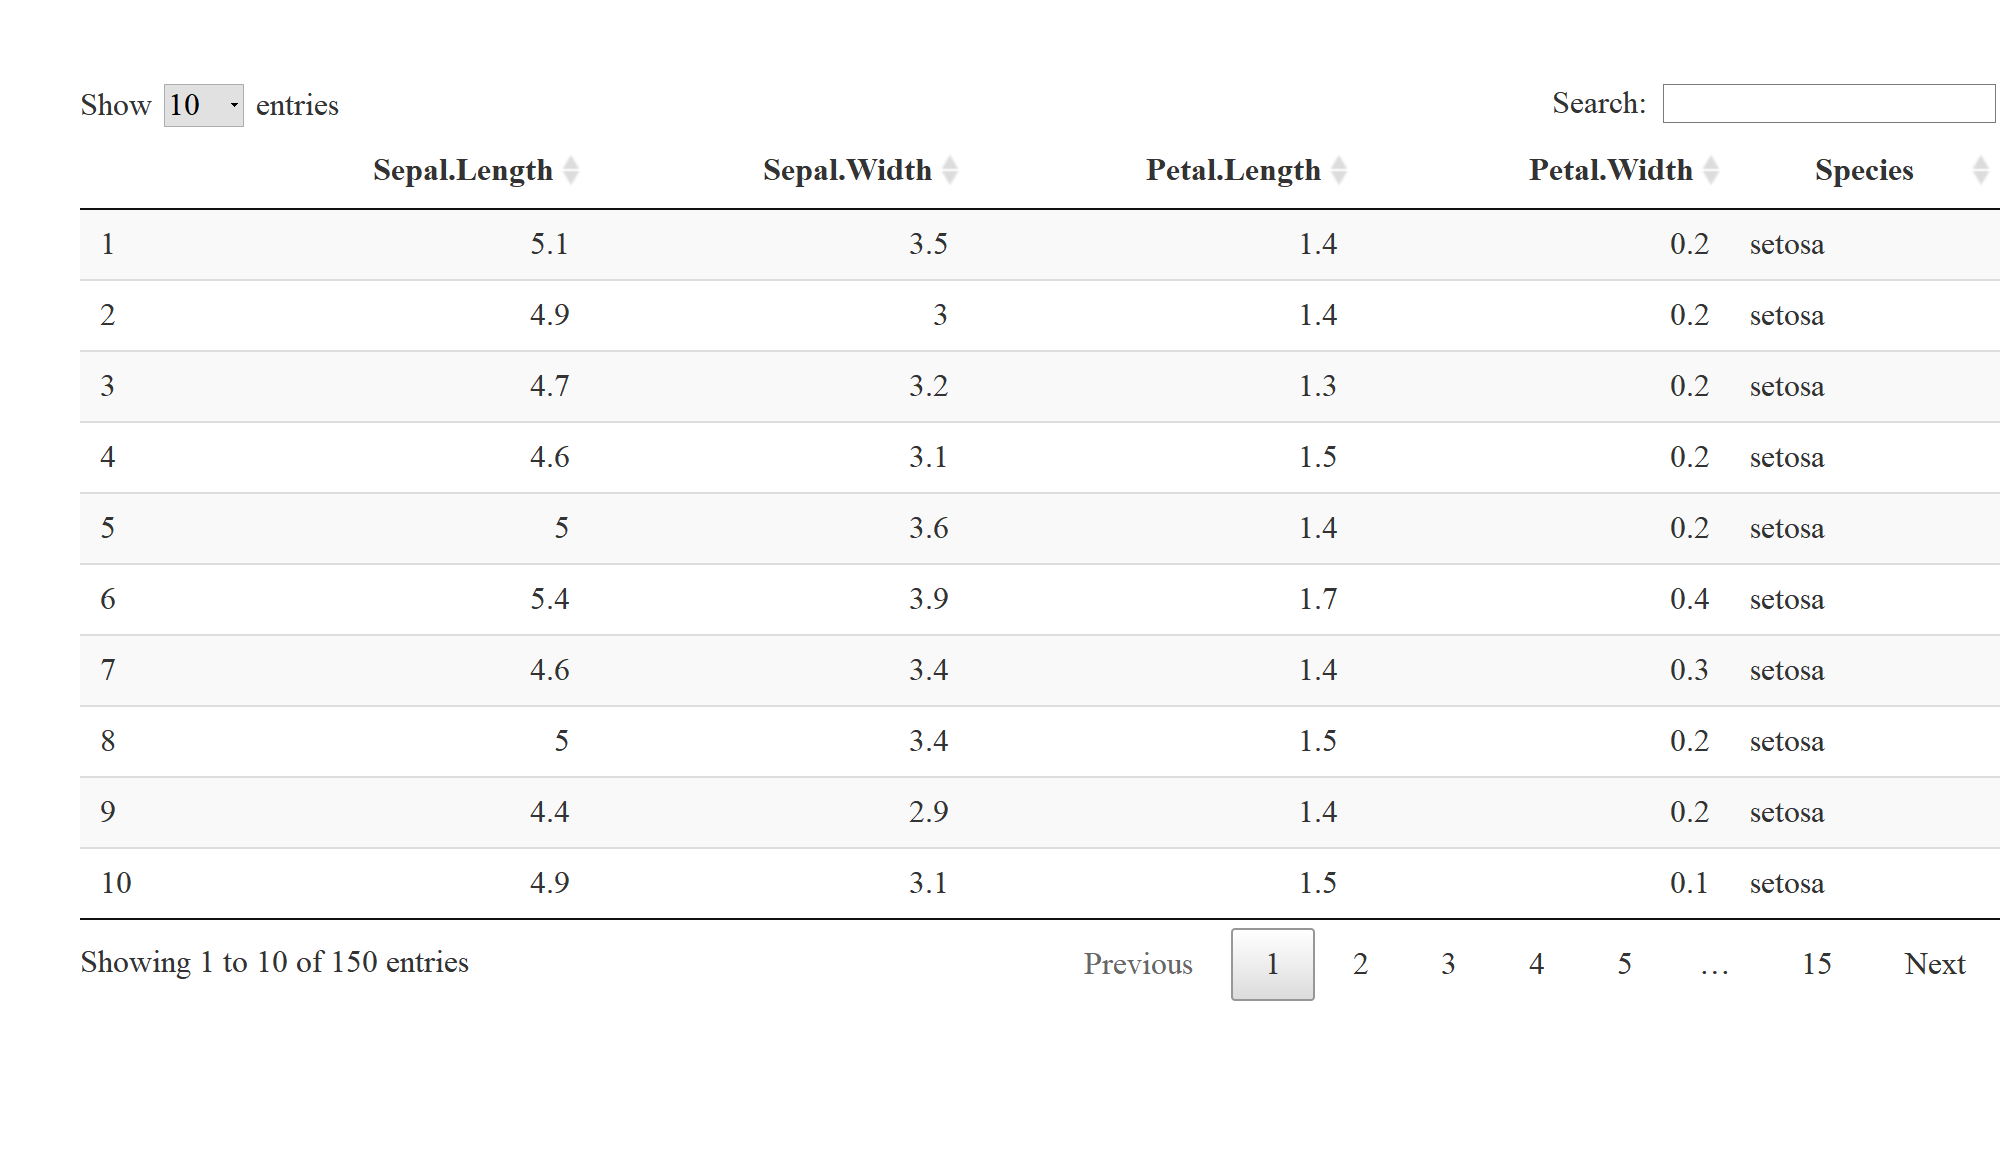 Show 10 entries Search:
Sepal.Length Sepal.Width Petal.Length Petal.Width Species
1 5.1 3.5 1.4 0.2 setosa
2 4.9 3 1.4 0.2 setosa
3 4.7 3.2 1.3 0.2 setosa
4 4.6 3.1 1.5 0.2 setosa
5 5 3.6 1.4 0.2 setosa
6 5.4 3.9 1.7 0.4 setosa
7 4.6 3.4 1.4 0.3 setosa
8 5 3.4 1.5 0.2 setosa
9 4.4 2.9 1.4 0.2 setosa
10 4.9 3.1 1.5 0.1 setosa
Showing 1 to 10 of 150 entries Previous 1 2 3 4 5 … 15 Next